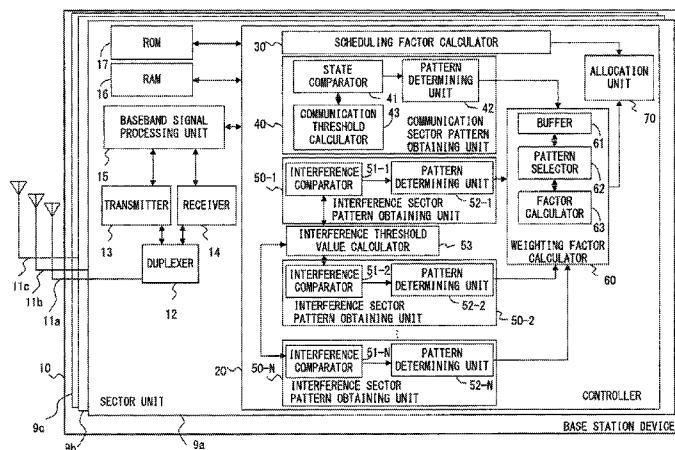 ROM
17
RAM
16
BASEBAND SIGNAL
PROCESSING UNIT
15
TRANSMITTER
13
RECEIVER
14
DUPLEXER
12
11c
11b
11a
10
9c
9b
9a
SECTOR UNIT
BASE STATION DEVICE
20
CONTROLLER
30
SCHEDULING FACTOR CALCULATOR
STATE
COMPARATOR
41
PATTERN
DETERMINING
UNIT
42
COMMUNICATION
THRESHOLD
CALCULATOR
43
40
COMMUNICATION
SECTOR PATTERN
OBTAINING UNIT
50-1
INTERFERENCE
COMPARATOR
51-1
PATTERN
DETERMINING UNIT
52-1
INTERFERENCE SECTOR
PATTERN OBTAINING UNIT
INTERFERENCE THRESHOLD
VALUE CALCULATOR
53
INTERFERENCE
COMPARATOR
51-2
PATTERN
DETERMINING UNIT
52-2
INTERFERENCE SECTOR
PATTERN OBTAINING UNIT
50-2
INTERFERENCE
COMPARATOR
51-N
PATTERN
DETERMINING UNIT
52-N
50-N
INTERFERENCE SECTOR
PATTERN OBTAINING UNIT
BUFFER
61
PATTERN
SELECTOR
62
FACTOR
CALCULATOR
63
WEIGHTING FACTOR
CALCULATOR
60
ALLOCATION
UNIT
70